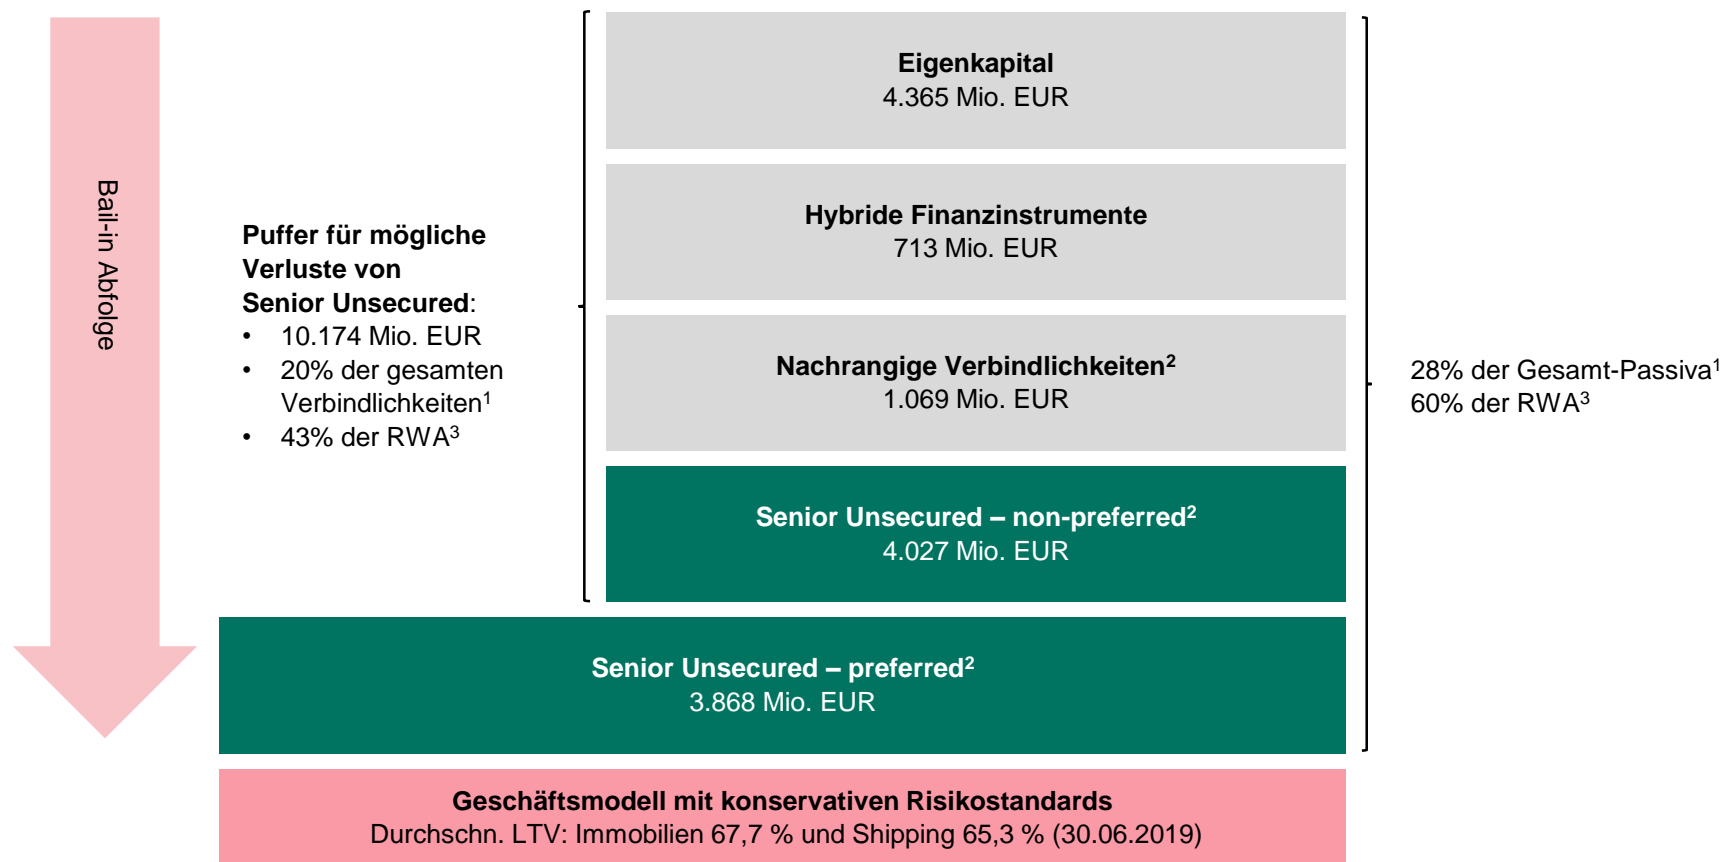 Bail-in Abfolge
Puffer für mögliche
Verluste von
Senior Unsecured:
• 10.174 Mio. EUR
• 20% der gesamten
Verbindlichkeiten¹
• 43% der RWA³
Eigenkapital
4.365 Mio. EUR
Hybride Finanzinstrumente
713 Mio. EUR
Nachrangige Verbindlichkeiten²
1.069 Mio. EUR
Senior Unsecured – non-preferred²
4.027 Mio. EUR
Senior Unsecured – preferred²
3.868 Mio. EUR
28% der Gesamt-Passiva¹
60% der RWA³
Geschäftsmodell mit konservativen Risikostandards
Durchschn. LTV: Immobilien 67,7 % und Shipping 65,3 % (30.06.2019)